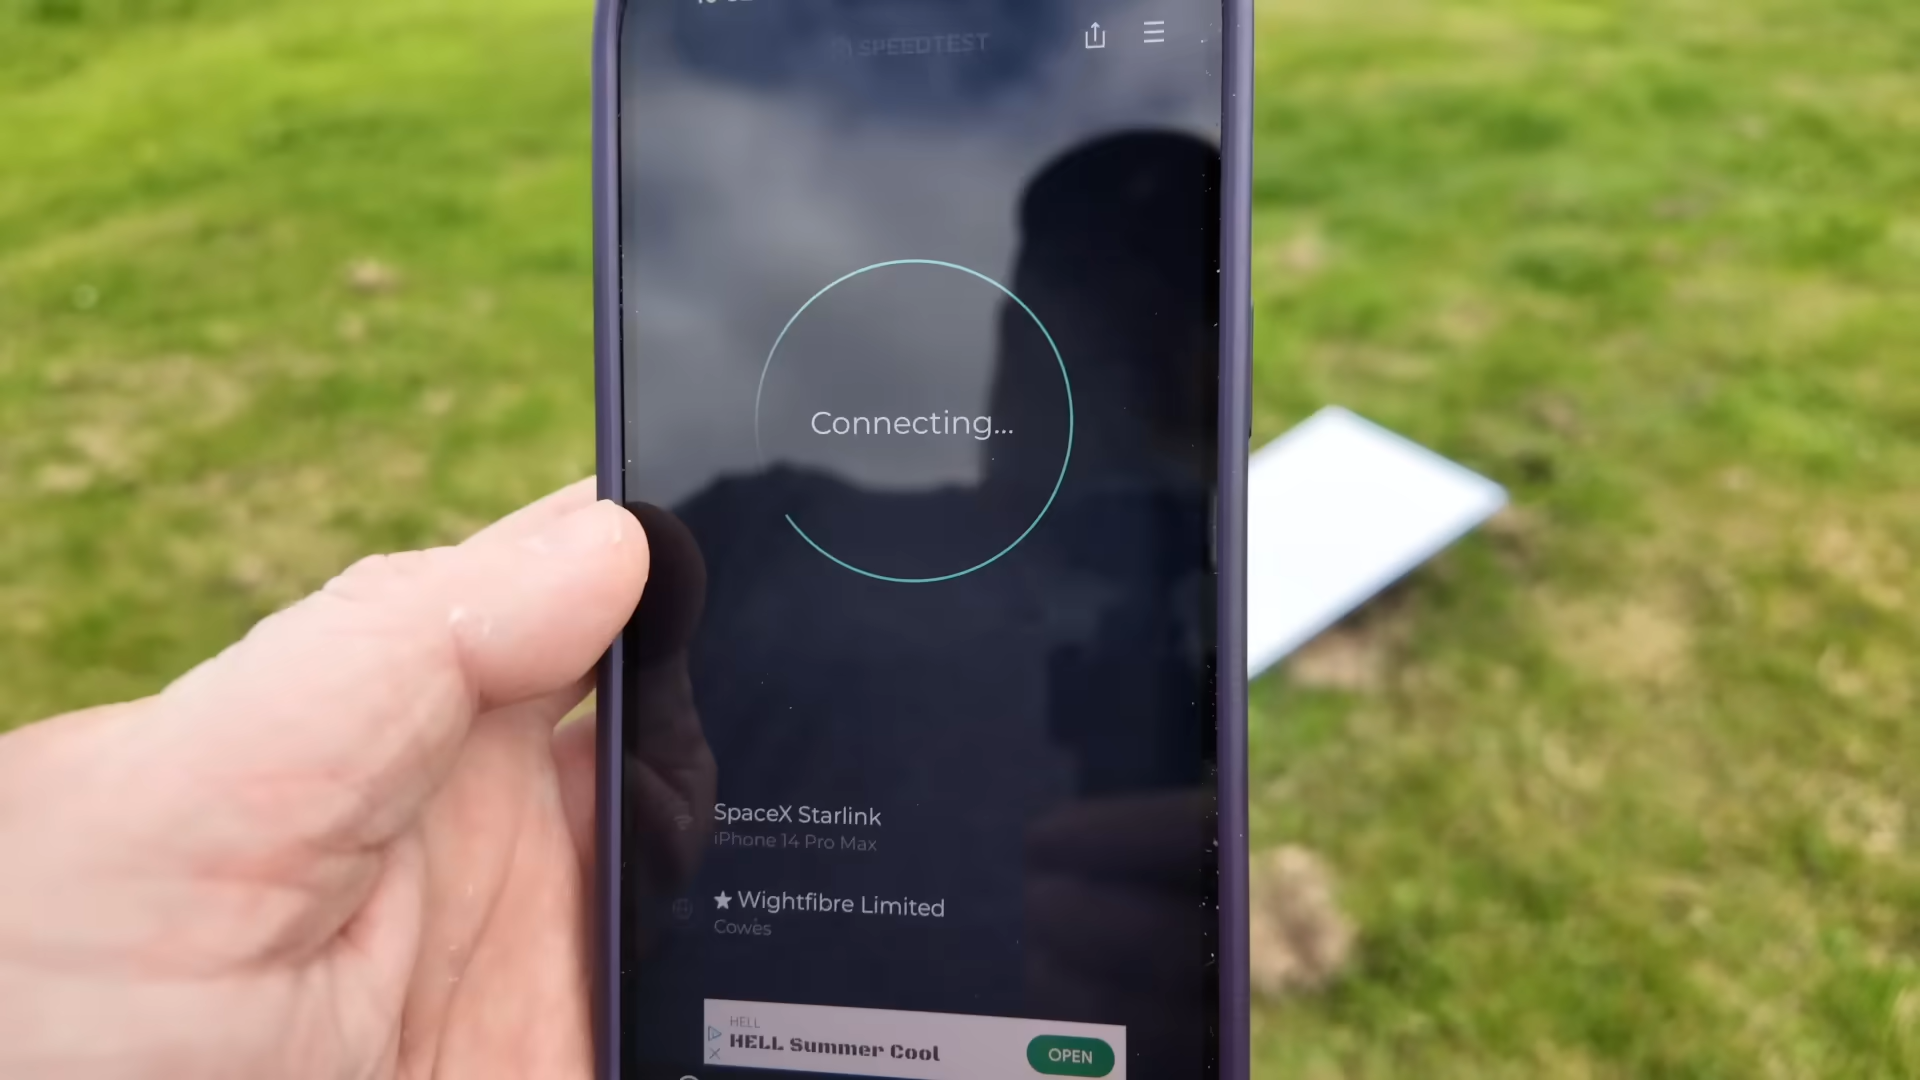 SPEEDTEST
Connecting...
SpaceX Starlink
iPhone 14 Pro Max
★ Wightfibre Limited
Cowes
HELL
HELL Summer Cool
OPEN